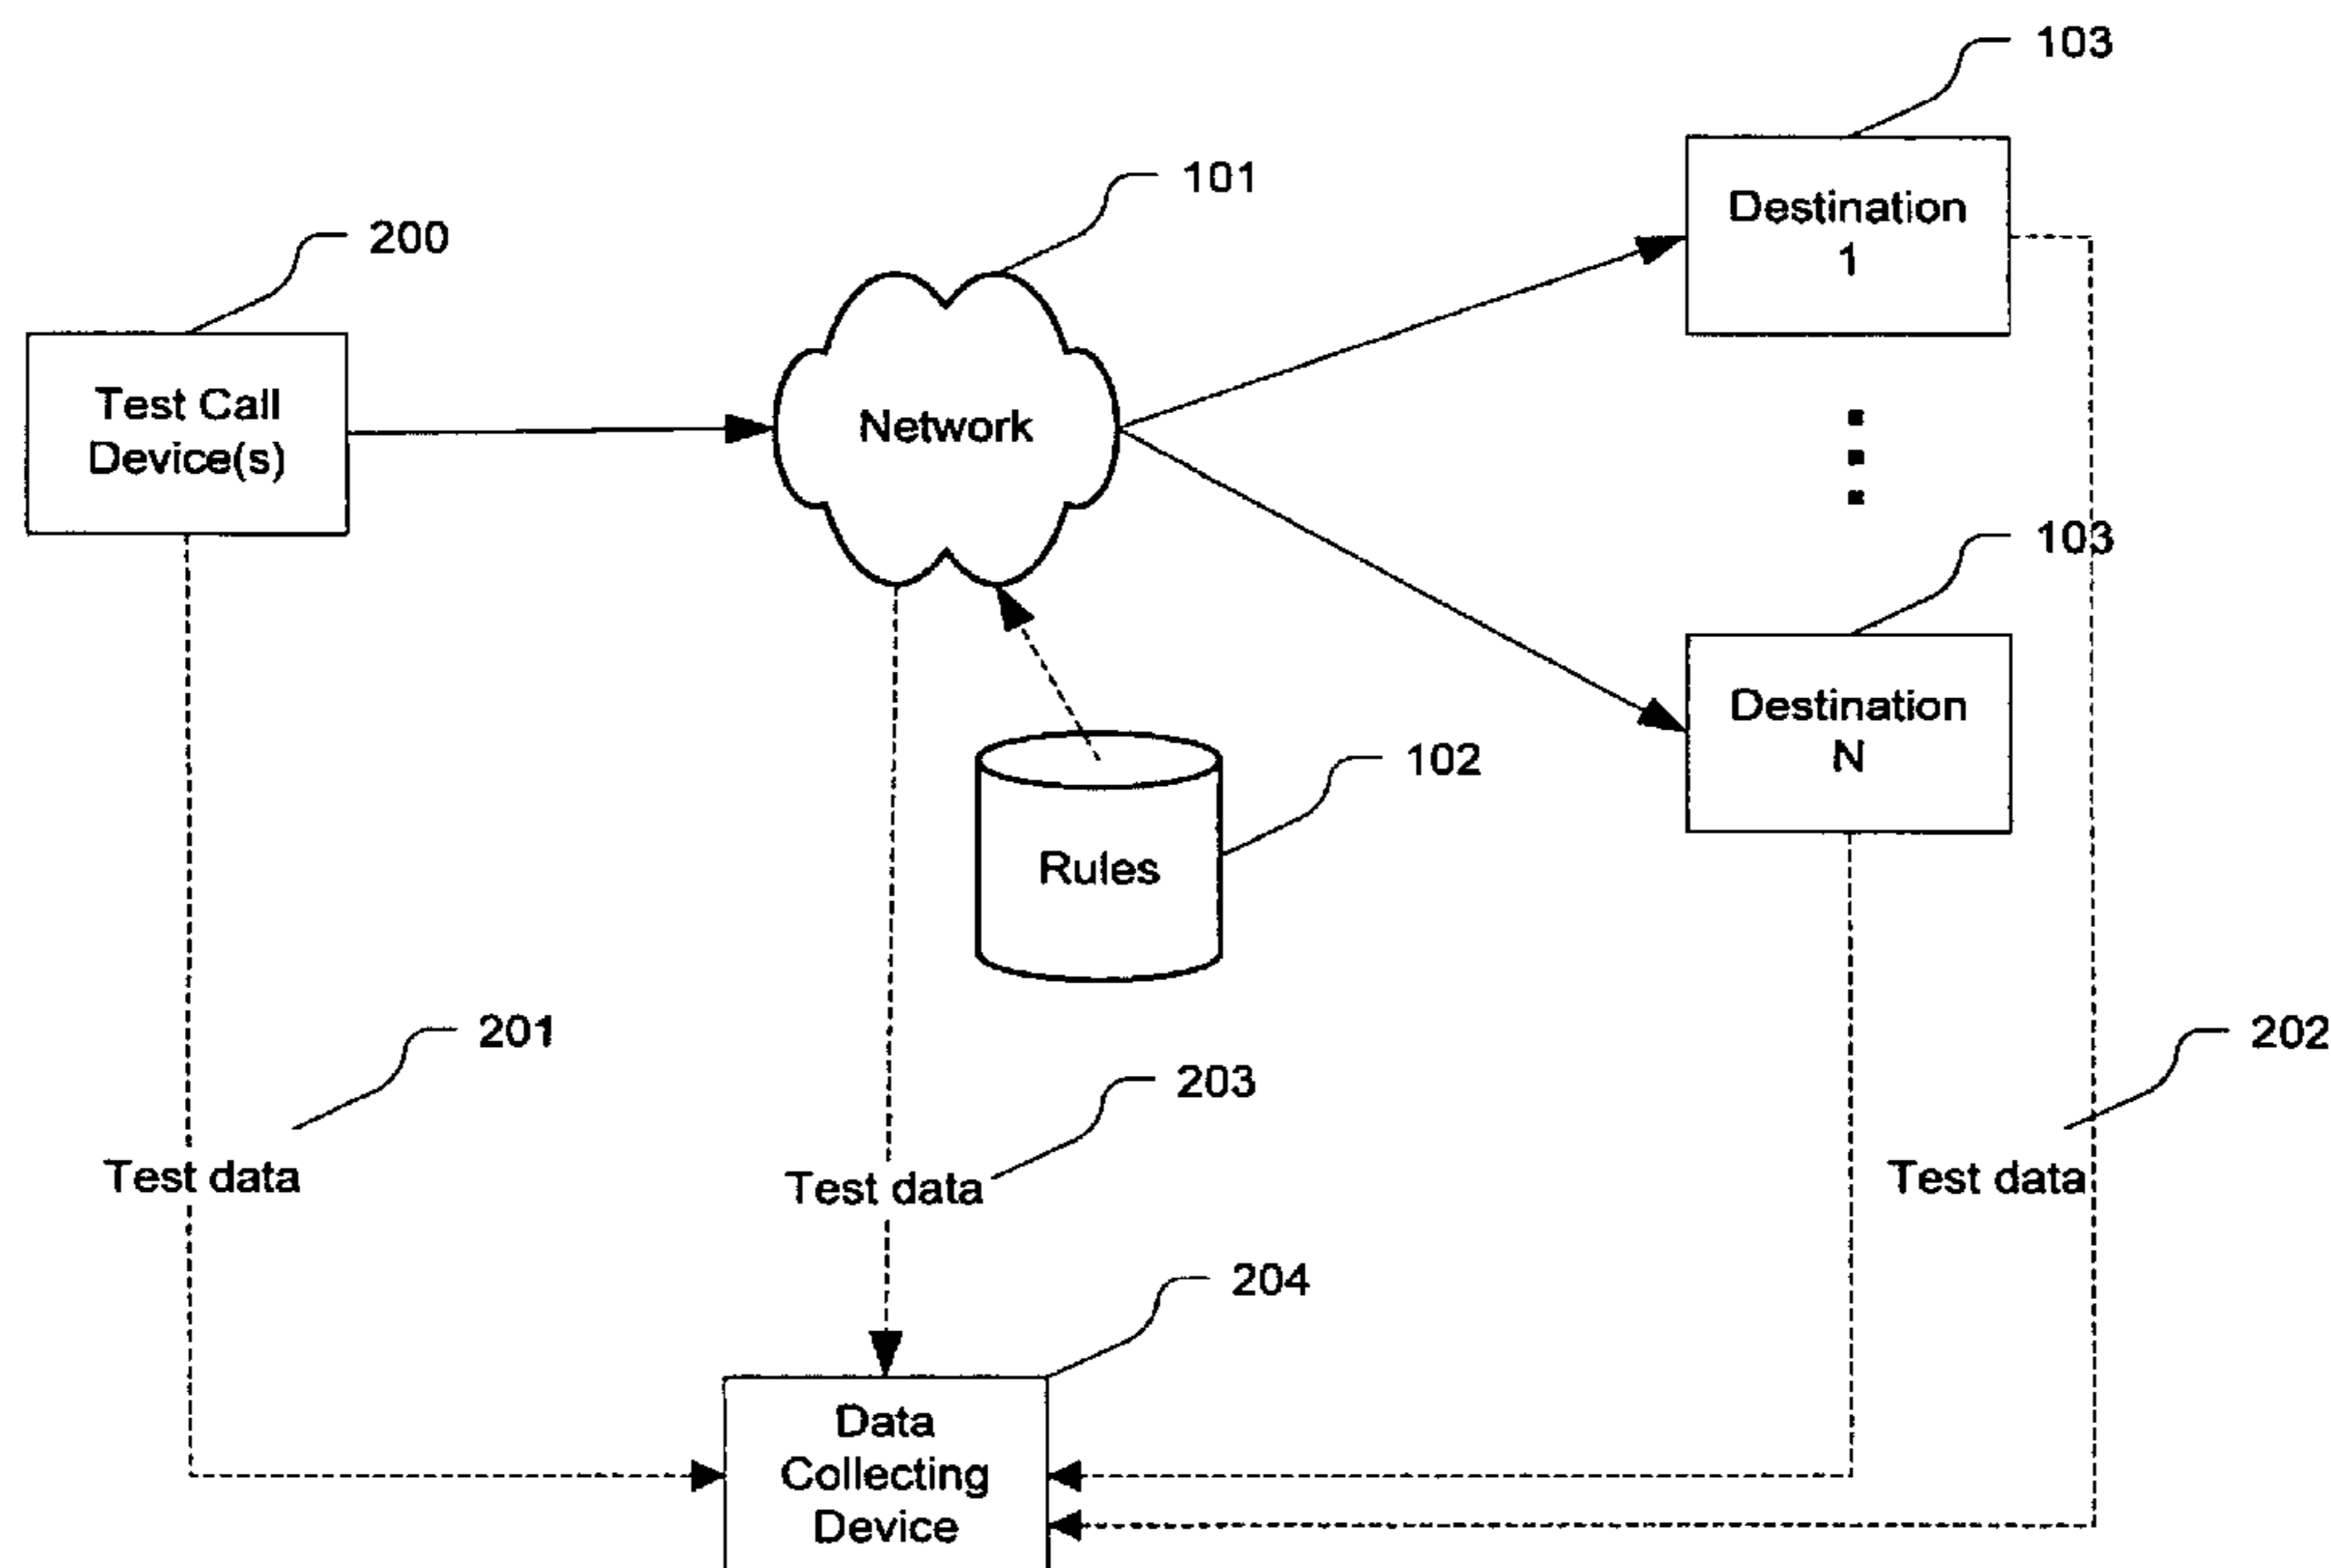 103
101
200
Destination
1
Test Call
Device(s)
Network
103
Destination
N
102
Rules
201
202
203
Test data
Test data
Test data
204
Data
Collecting
Device